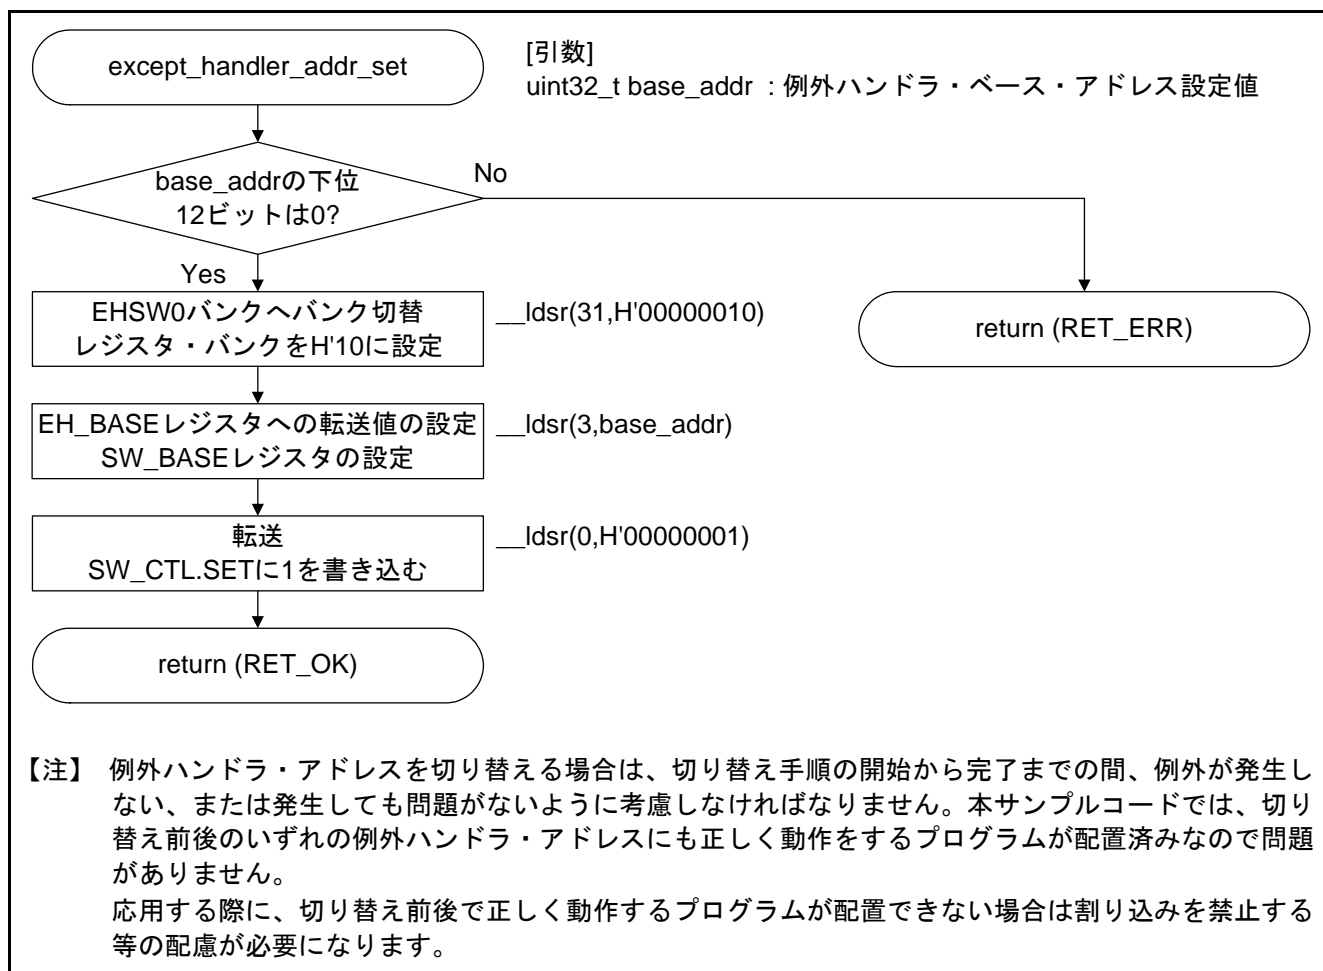 except_handler_addr_set
[引数]
uint32_t base_addr : 例外ハンドラ・ベース・アドレス設定値
base_addrの下位
12ビットは0?
No
Yes
EHSW0バンクへバンク切替
レジスタ・バンクをH'10に設定
__ldsr(31,H'00000010)
return (RET_ERR)
EH_BASEレジスタへの転送値の設定
SW_BASEレジスタの設定
__ldsr(3,base_addr)
転送
SW_CTL.SETに1を書き込む
__ldsr(0,H'00000001)
return (RET_OK)
【注】 例外ハンドラ・アドレスを切り替える場合は、切り替え手順の開始から完了までの間、例外が発生し
ない、または発生しても問題がないように考慮しなければなりません。本サンプルコードでは、切り
替え前後のいずれの例外ハンドラ・アドレスにも正しく動作をするプログラムが配置済みなので問題
がありません。
応用する際に、切り替え前後で正しく動作するプログラムが配置できない場合は割り込みを禁止する
等の配慮が必要になります。